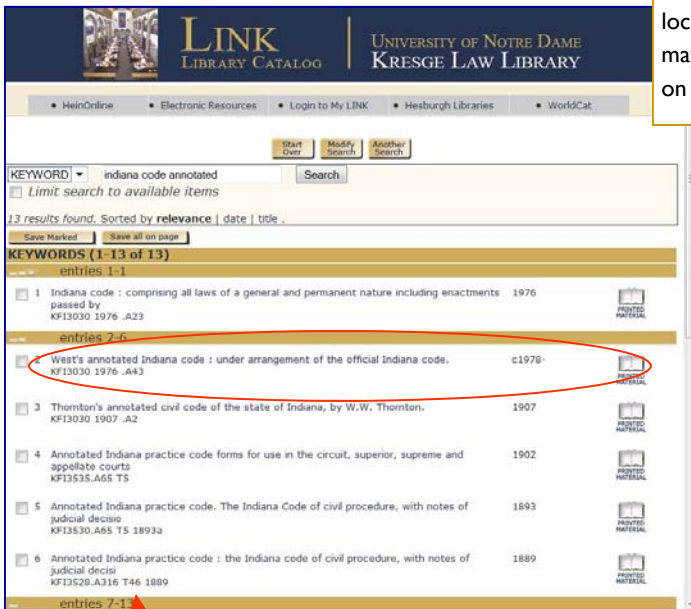 loc
mat
on
LINK
LIBRARY CATALOG
UNIVERSITY OF NOTRE DAME
KRESGE LAW LIBRARY
• HeinOnline • Electronic Resources • Login to My LINK • Hesburgh Libraries • WorldCat
Start Over Modify Search Another Search
KEYWORD indiana code annotated Search
Limit search to available items
13 results found. Sorted by relevance | date | title .
Save Marked Save all on page
KEYWORDS (1-13 of 13)
entries 1-1
1 Indiana code : comprising all laws of a general and permanent nature including enactments 1976
passed by
KFI3030 1976 .A23
PRINTED MATERIAL
entries 2-6
2 West's annotated Indiana code : under arrangement of the official Indiana code. c1978-
KFI3030 1976 .A43
PRINTED MATERIAL
3 Thornton's annotated civil code of the state of Indiana, by W.W. Thornton. 1907
KFI3030 1907 .A2
PRINTED MATERIAL
4 Annotated Indiana practice code forms for use in the circuit, superior, supreme and 1902
appellate courts
KFI3535.A65 T5
PRINTED MATERIAL
5 Annotated Indiana practice code. The Indiana Code of civil procedure, with notes of 1893
judicial decisio
KFI3530.A65 T5 1893a
PRINTED MATERIAL
6 Annotated Indiana practice code : the Indiana code of civil procedure, with notes of 1889
judicial decisi
KFI3528.A316 T46 1889
PRINTED MATERIAL
entries 7-13